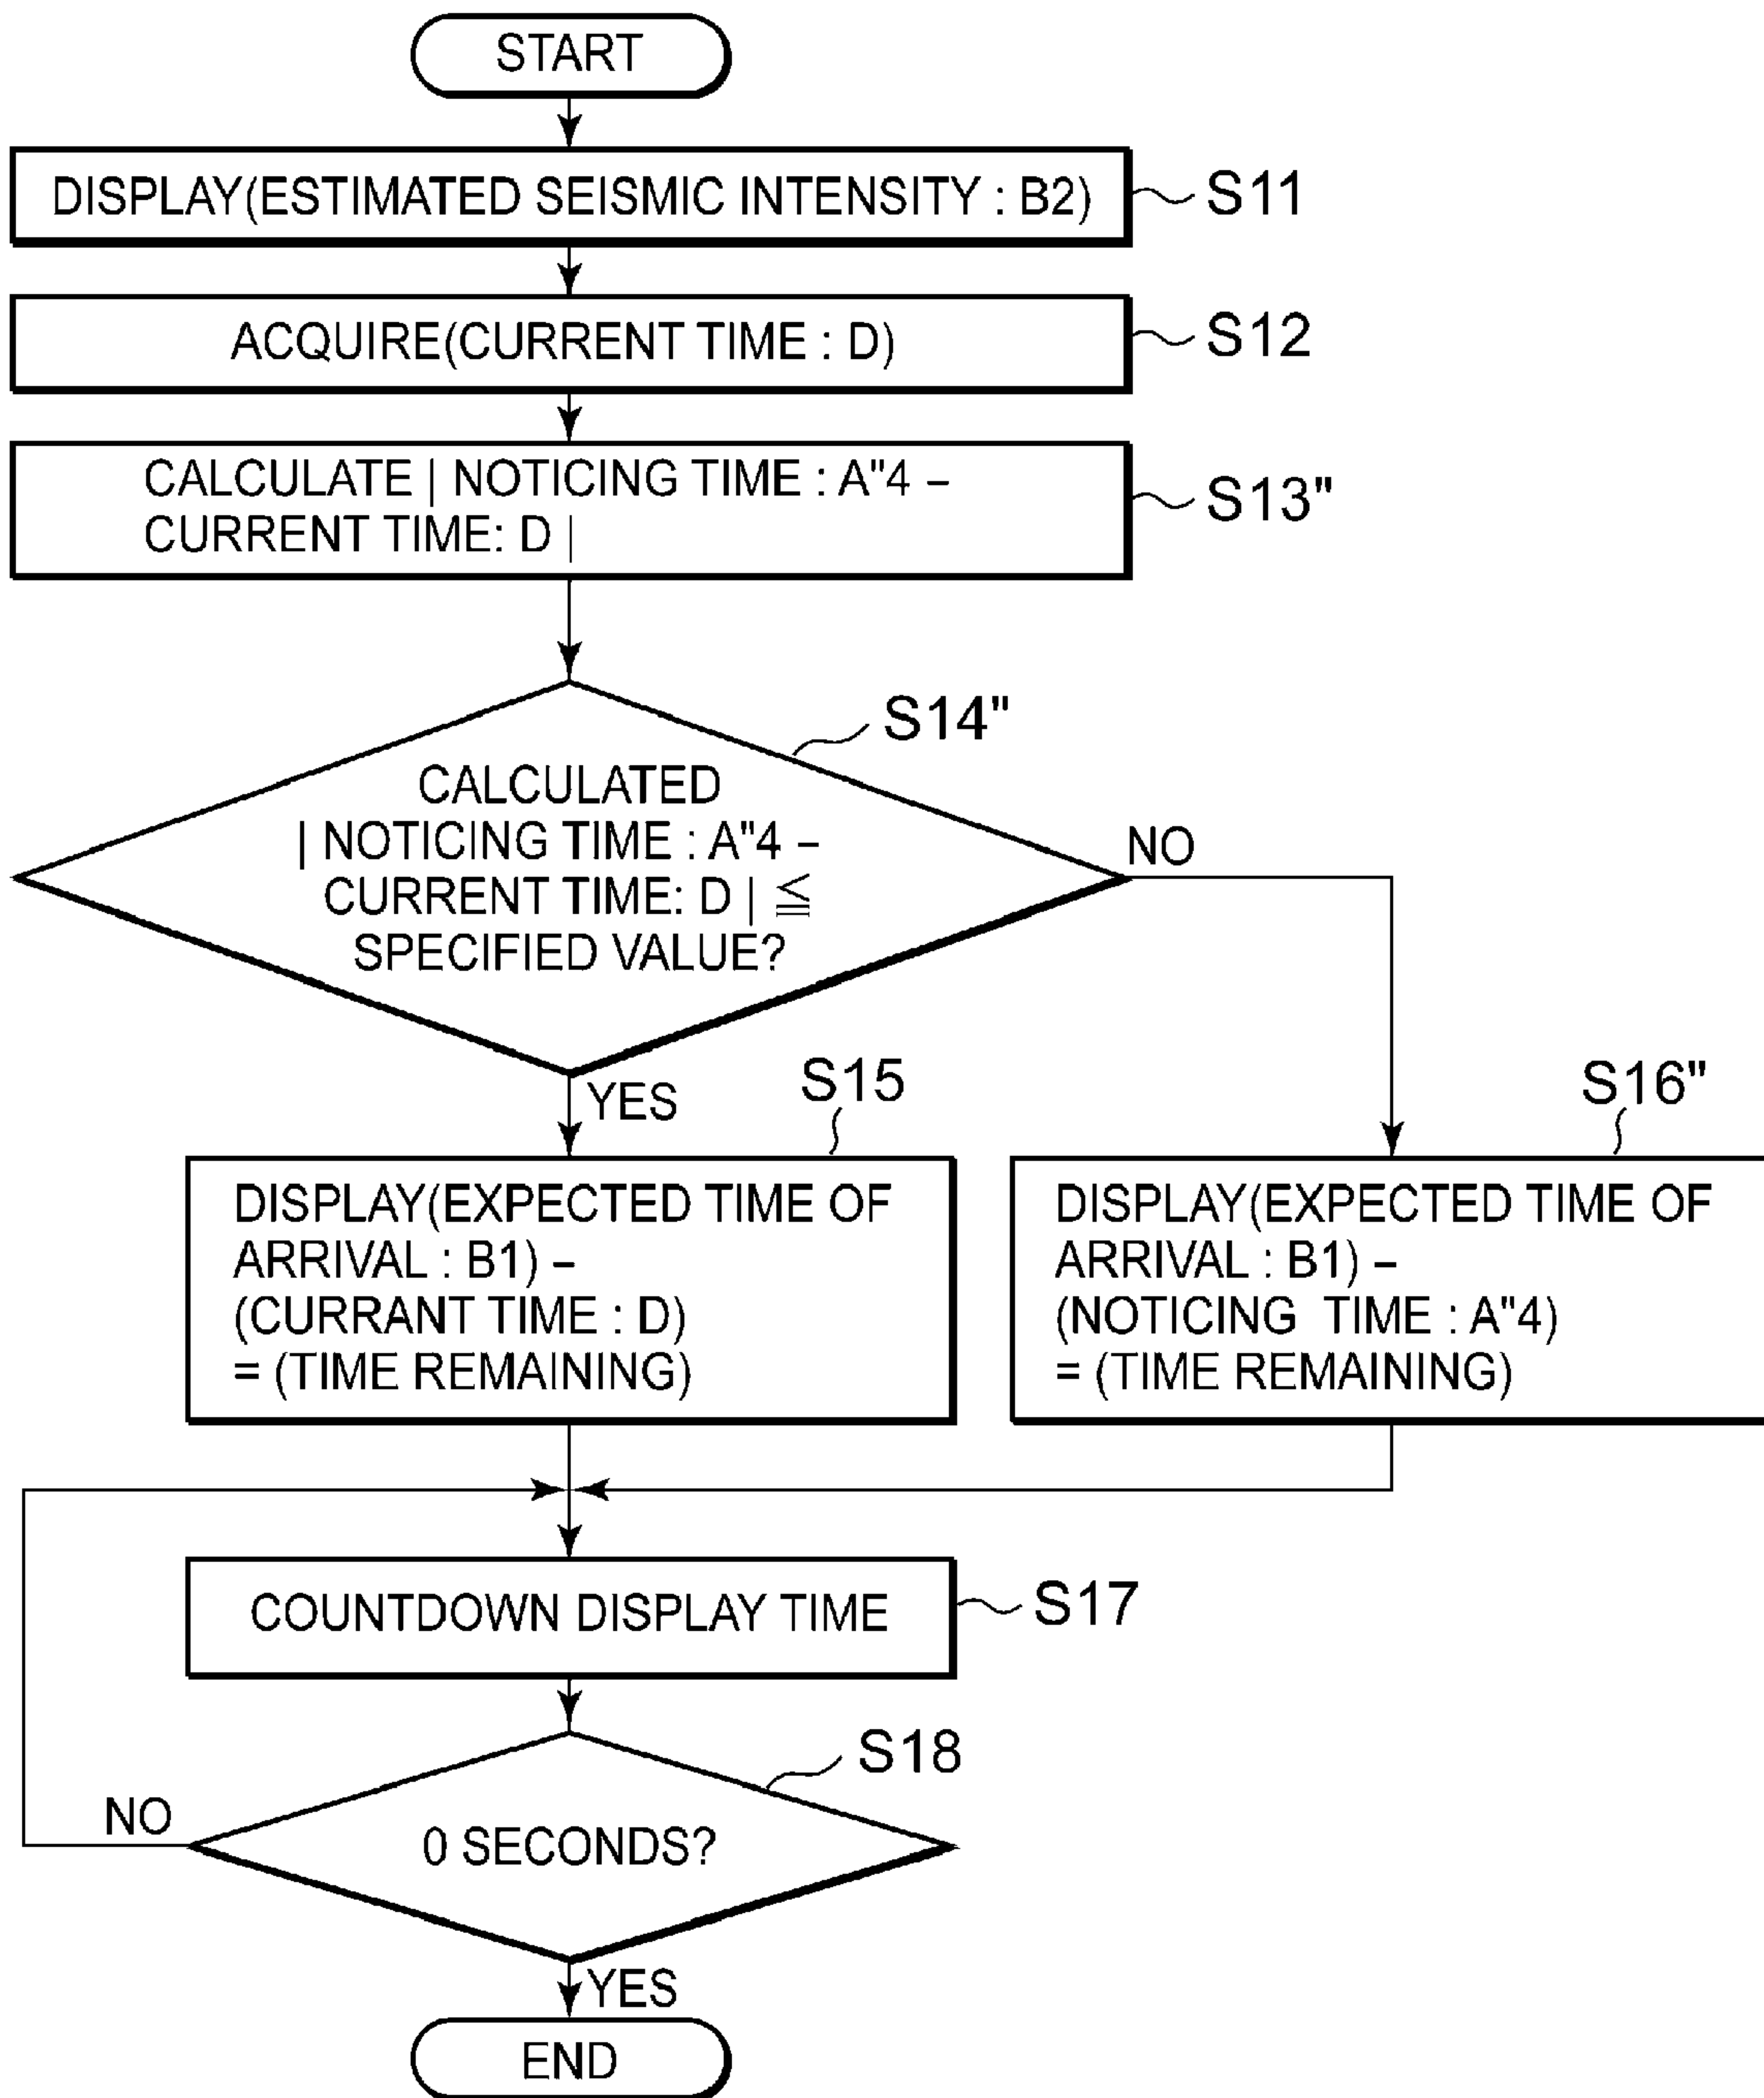 START
DISPLAY(ESTIMATED SEISMIC INTENSITY : B2)
S11
ACQUIRE(CURRENT TIME : D)
S12
CALCULATE | NOTICING TIME : A"4 –
CURRENT TIME: D |
S13"
S14"
CALCULATED
| NOTICING TIME : A"4 –
CURRENT TIME: D | ≦
SPECIFIED VALUE?
NO
YES
S15
DISPLAY(EXPECTED TIME OF
ARRIVAL : B1) –
(CURRANT TIME : D)
= (TIME REMAINING)
S16"
DISPLAY(EXPECTED TIME OF
ARRIVAL : B1) –
(NOTICING TIME : A"4)
= (TIME REMAINING)
COUNTDOWN DISPLAY TIME
S17
S18
NO
0 SECONDS?
YES
END